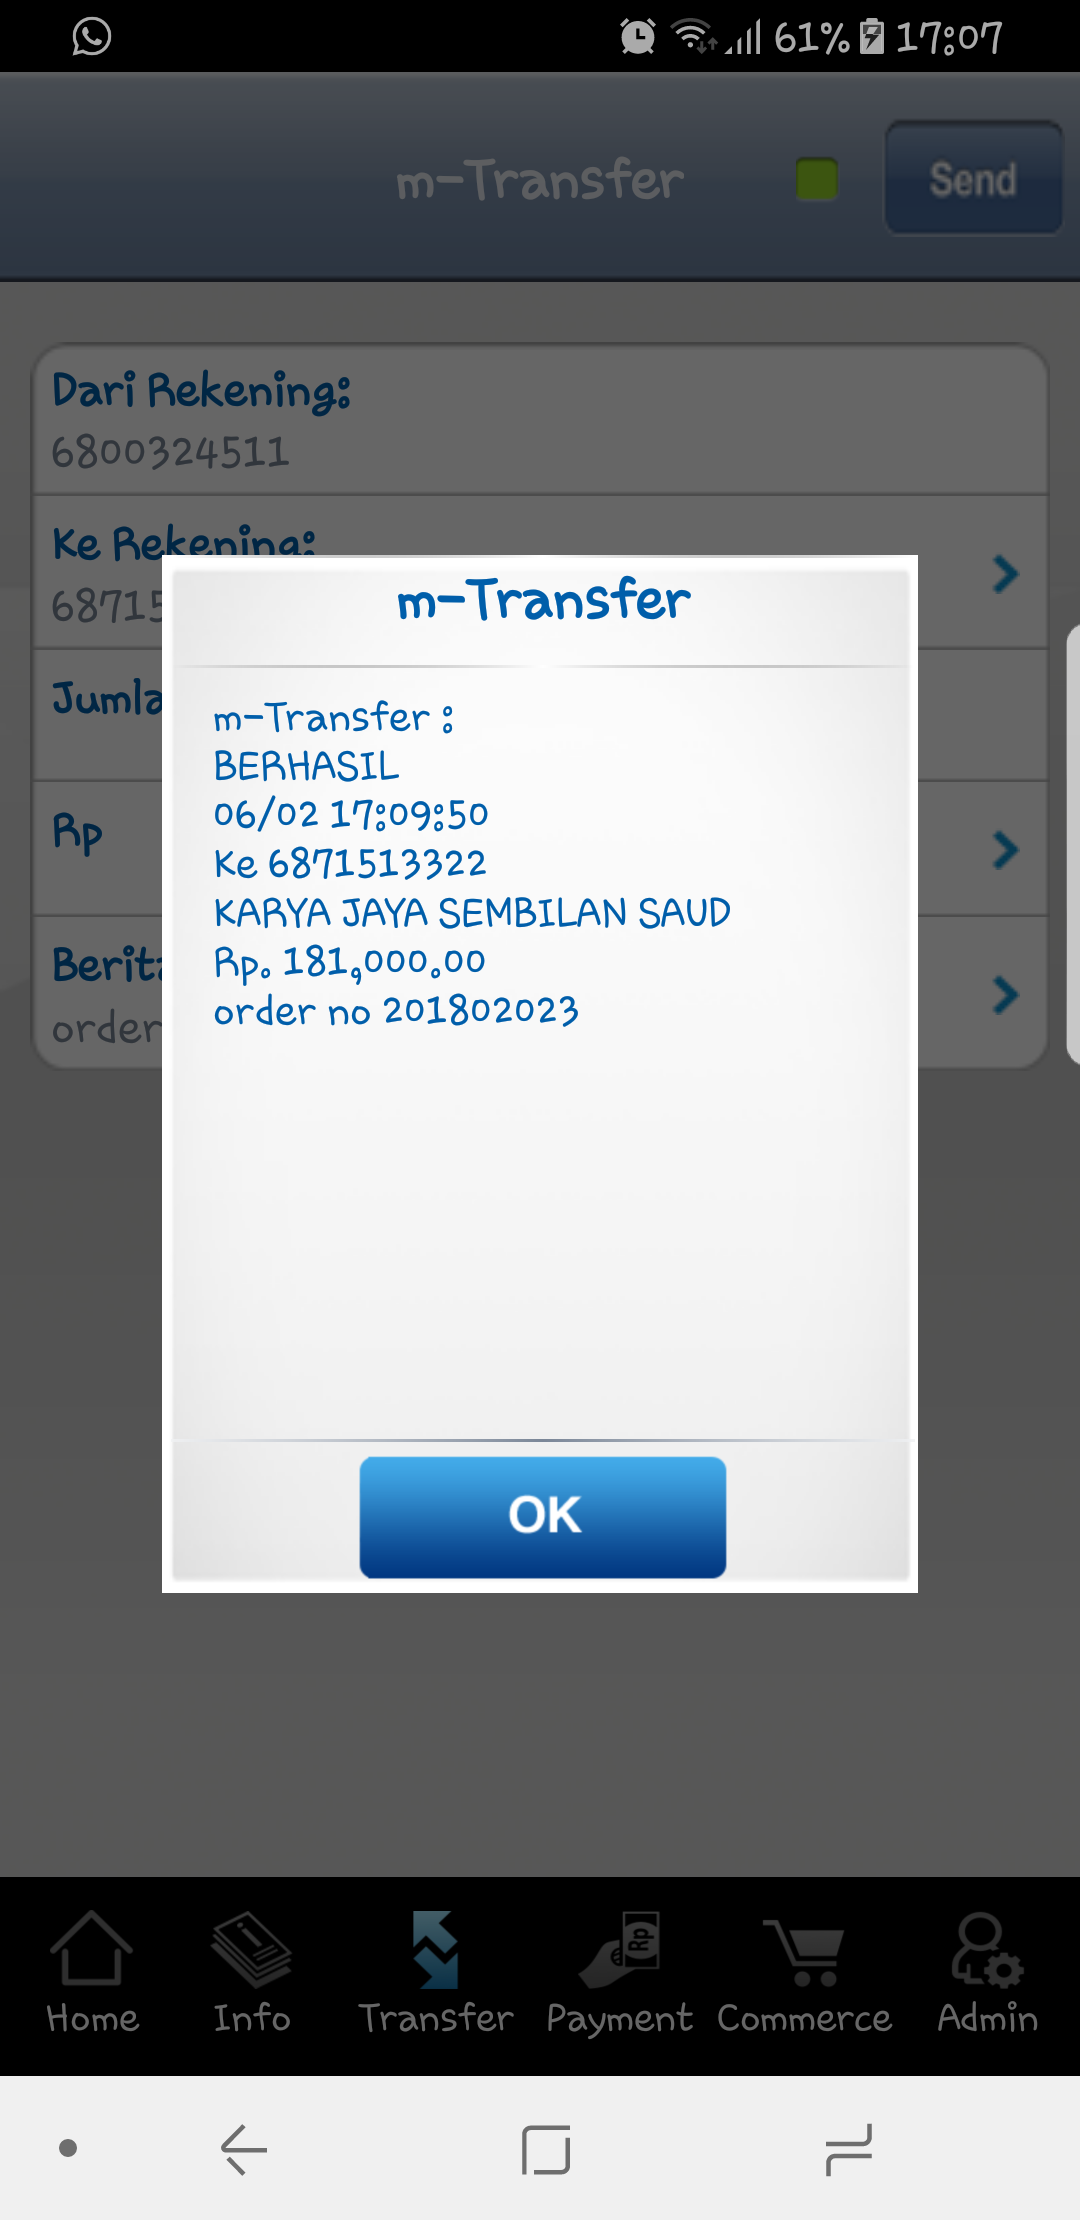 61% 17:07
m-Transfer
Send
Dari Rekening:
6800324511
Ke Rekening:
68715
Jumla
Rp
Berita
order
m-Transfer
m-Transfer :
BERHASIL
06/02 17:09:50
Ke 6871513322
KARYA JAYA SEMBILAN SAUD
Rp. 181,000.00
order no 201802023
OK
Home Info Transfer Payment Commerce Admin